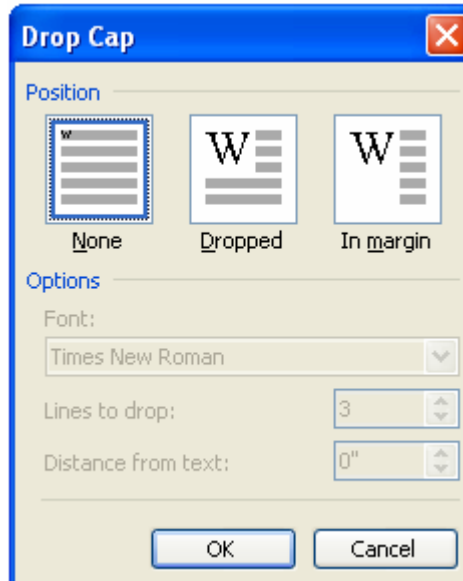 Drop Cap
Position
w W W
None Dropped In margin
Options
Font:
Times New Roman
Lines to drop: 3
Distance from text: 0"
OK Cancel